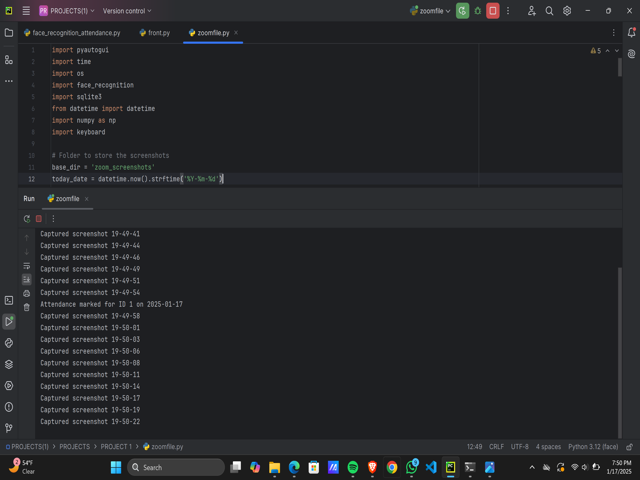 PR PROJECTS(1) Version control zoomfile
face_recognition_attendance.py front.py zoomfile.py
1 import pyautogui 5
2 import time
3 import os
4 import face_recognition
5 import sqlite3
6 from datetime import datetime
7 import numpy as np
8 import keyboard
9
10 # Folder to store the screenshots
11 base_dir = 'zoom_screenshots'
12 today_date = datetime.now().strftime('%Y-%m-%d')
Run zoomfile
Captured screenshot 19-49-41
Captured screenshot 19-49-44
Captured screenshot 19-49-46
Captured screenshot 19-49-49
Captured screenshot 19-49-51
Captured screenshot 19-49-54
Attendance marked for ID 1 on 2025-01-17
Captured screenshot 19-49-58
Captured screenshot 19-50-01
Captured screenshot 19-50-03
Captured screenshot 19-50-06
Captured screenshot 19-50-08
Captured screenshot 19-50-11
Captured screenshot 19-50-14
Captured screenshot 19-50-17
Captured screenshot 19-50-19
Captured screenshot 19-50-22
PROJECTS(1) > PROJECTS > PROJECT 1 > zoomfile.py 12:49 CRLF UTF-8 4 spaces Python 3.12 (face)
54°F
Clear
Search
7:50 PM
1/17/2025